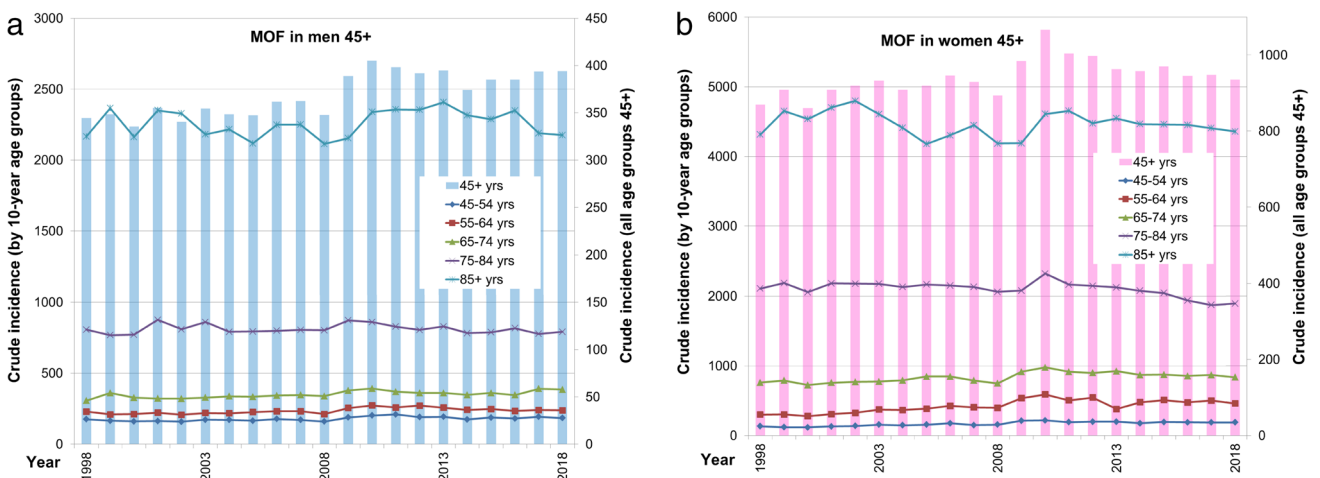 a
MOF in men 45+
Crude incidence (by 10-year age groups)
3000
2500
2000
1500
1000
500
0
450
400
350
300
250
200
150
100
50
0
Crude incidence (all age groups 45+)
45+ yrs
45-54 yrs
55-64 yrs
65-74 yrs
75-84 yrs
85+ yrs
Year
1998
2003
2008
2013
2018
b
MOF in women 45+
Crude incidence (by 10-year age groups)
6000
5000
4000
3000
2000
1000
0
1000
800
600
400
200
0
Crude incidence (all age groups 45+)
45+ yrs
45-54 yrs
55-64 yrs
65-74 yrs
75-84 yrs
85+ yrs
Year
1998
2003
2008
2013
2018